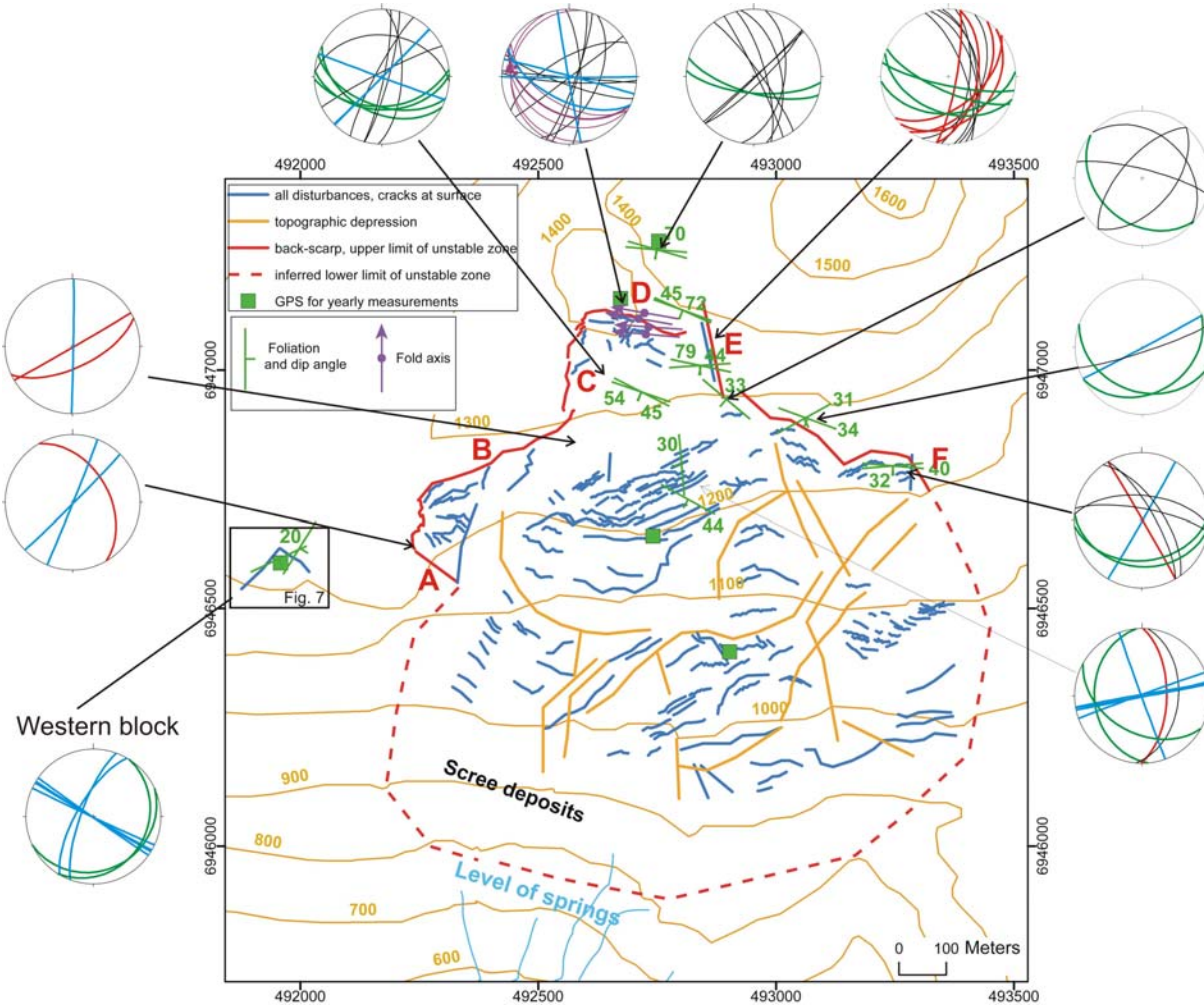 492000 492500 493000 493500
all disturbances, cracks at surface
topographic depression
back-scarp, upper limit of unstable zone
inferred lower limit of unstable zone
GPS for yearly measurements
Foliation
and dip angle
Fold axis
1400
1400
1600
1500
70
45
D
72
E
6947000
6947000
79
44
C
33
54
45
31
34
1300
B
30
F
40
32
1200
44
20
A
1100
Fig. 7
6946500
6946500
1000
Western block
900
Scree deposits
800
6946000
6946000
Level of springs
700
600
0 100 Meters
492000 492500 493000 493500